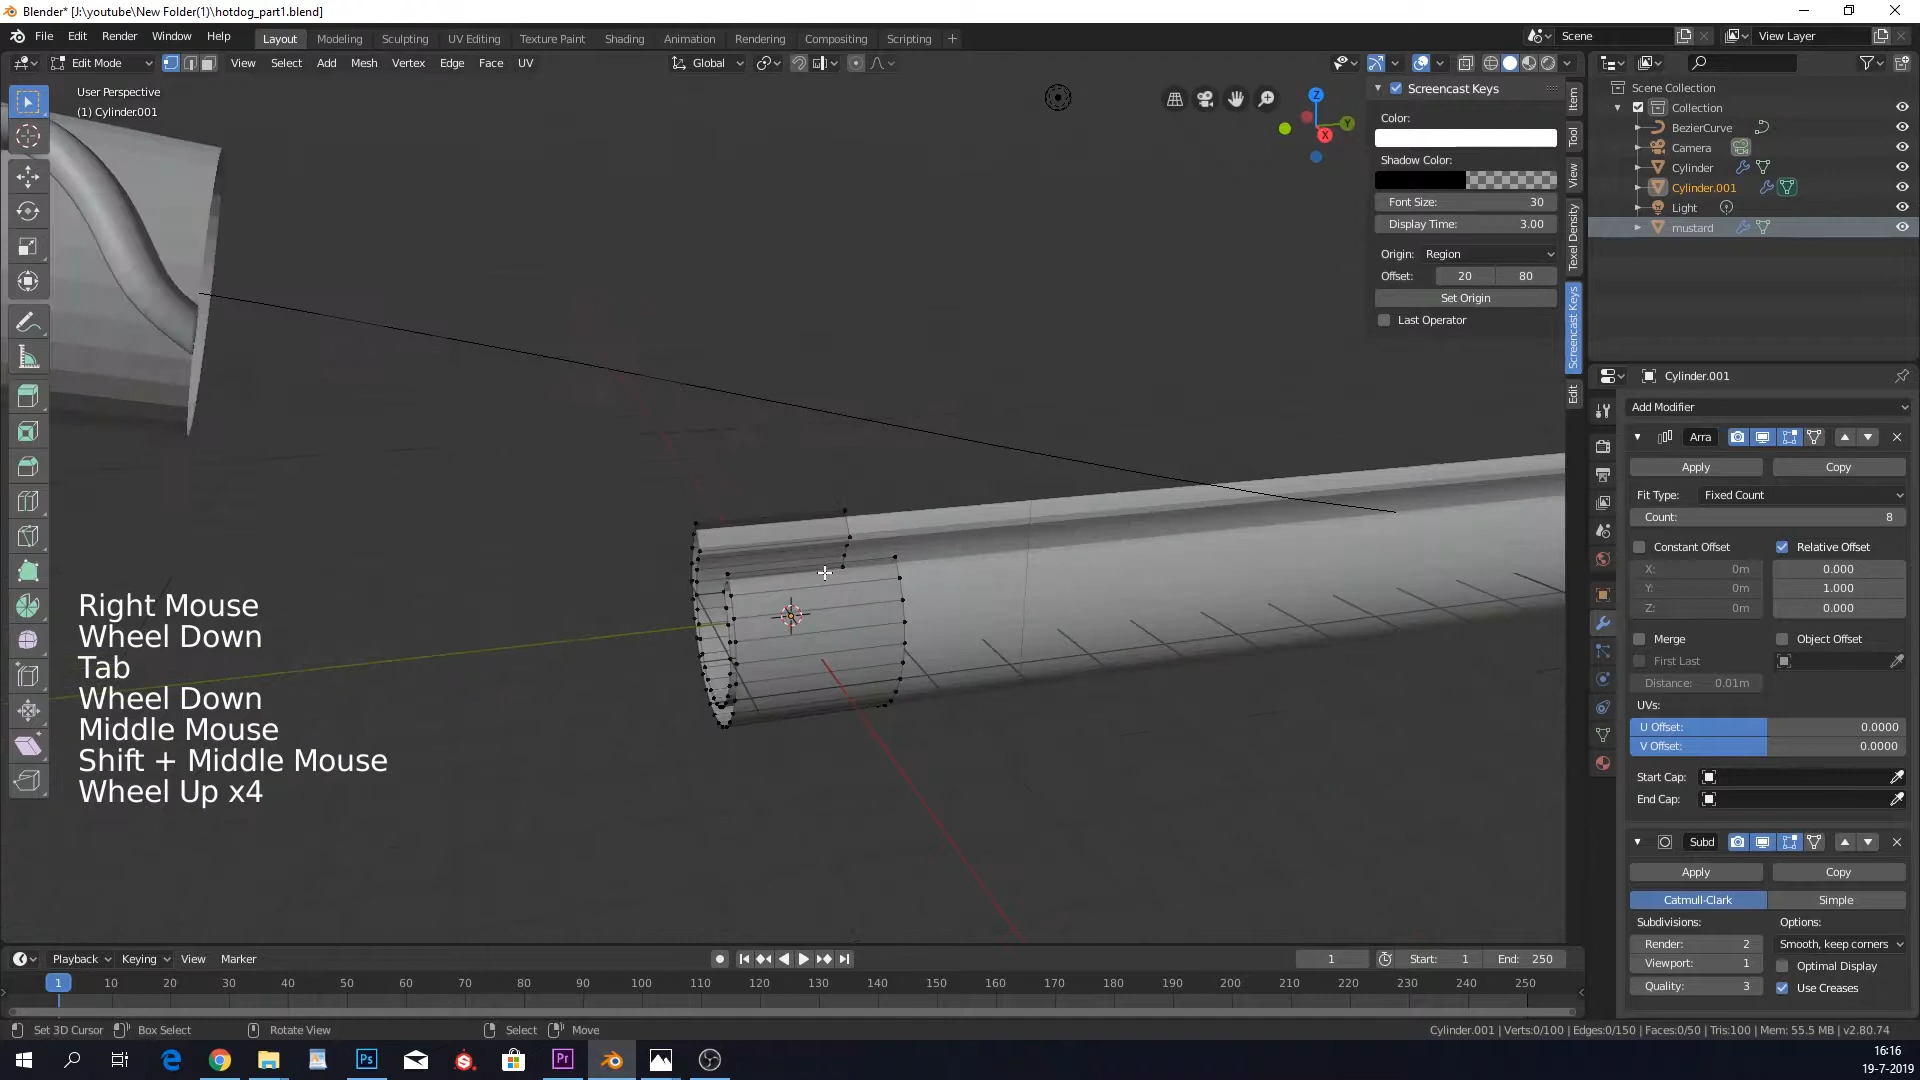 Blender* [J:\youtube\New Folder(1)\hotdog_part1.blend]
File Edit Render Window Help Layout Modeling Sculpting UV Editing Texture Paint Shading Animation Rendering Compositing Scripting + Scene View Layer
Edit Mode View Select Add Mesh Vertex Edge Face UV Global
User Perspective
(1) Cylinder.001
Z
Y
X
Screencast Keys
Color:
Shadow Color:
Font Size: 30
Display Time: 3.00
Origin: Region
Offset: 20 80
Set Origin
Last Operator
Item
Tool
View
Texel Density
Screencast Keys
Edit
Scene Collection
Collection
BezierCurve
Camera
Cylinder
Cylinder.001
Light
mustard
Cylinder.001
Add Modifier
Arra
Apply Copy
Fit Type: Fixed Count
Count: 8
Constant Offset Relative Offset
X: 0m 0.000
Y: 0m 1.000
Z: 0m 0.000
Merge Object Offset
First Last
Distance: 0.01m
UVs:
U Offset: 0.0000
V Offset: 0.0000
Start Cap:
End Cap:
Subd
Apply Copy
Catmull-Clark Simple
Subdivisions: Options:
Render: 2 Smooth, keep corners
Viewport: 1 Optimal Display
Quality: 3 Use Creases
Right Mouse
Wheel Down
Tab
Wheel Down
Middle Mouse
Shift + Middle Mouse
Wheel Up x4
Playback Keying View Marker 1 Start: 1 End: 250
1 10 20 30 40 50 60 70 80 90 100 110 120 130 140 150 160 170 180 190 200 210 220 230 240 250
Set 3D Cursor Box Select Rotate View Select Move Cylinder.001 | Verts:0/100 | Edges:0/150 | Faces:0/50 | Tris:100 | Mem: 55.5 MB | v2.80.74
Ps
Pr
16:16
19-7-2019